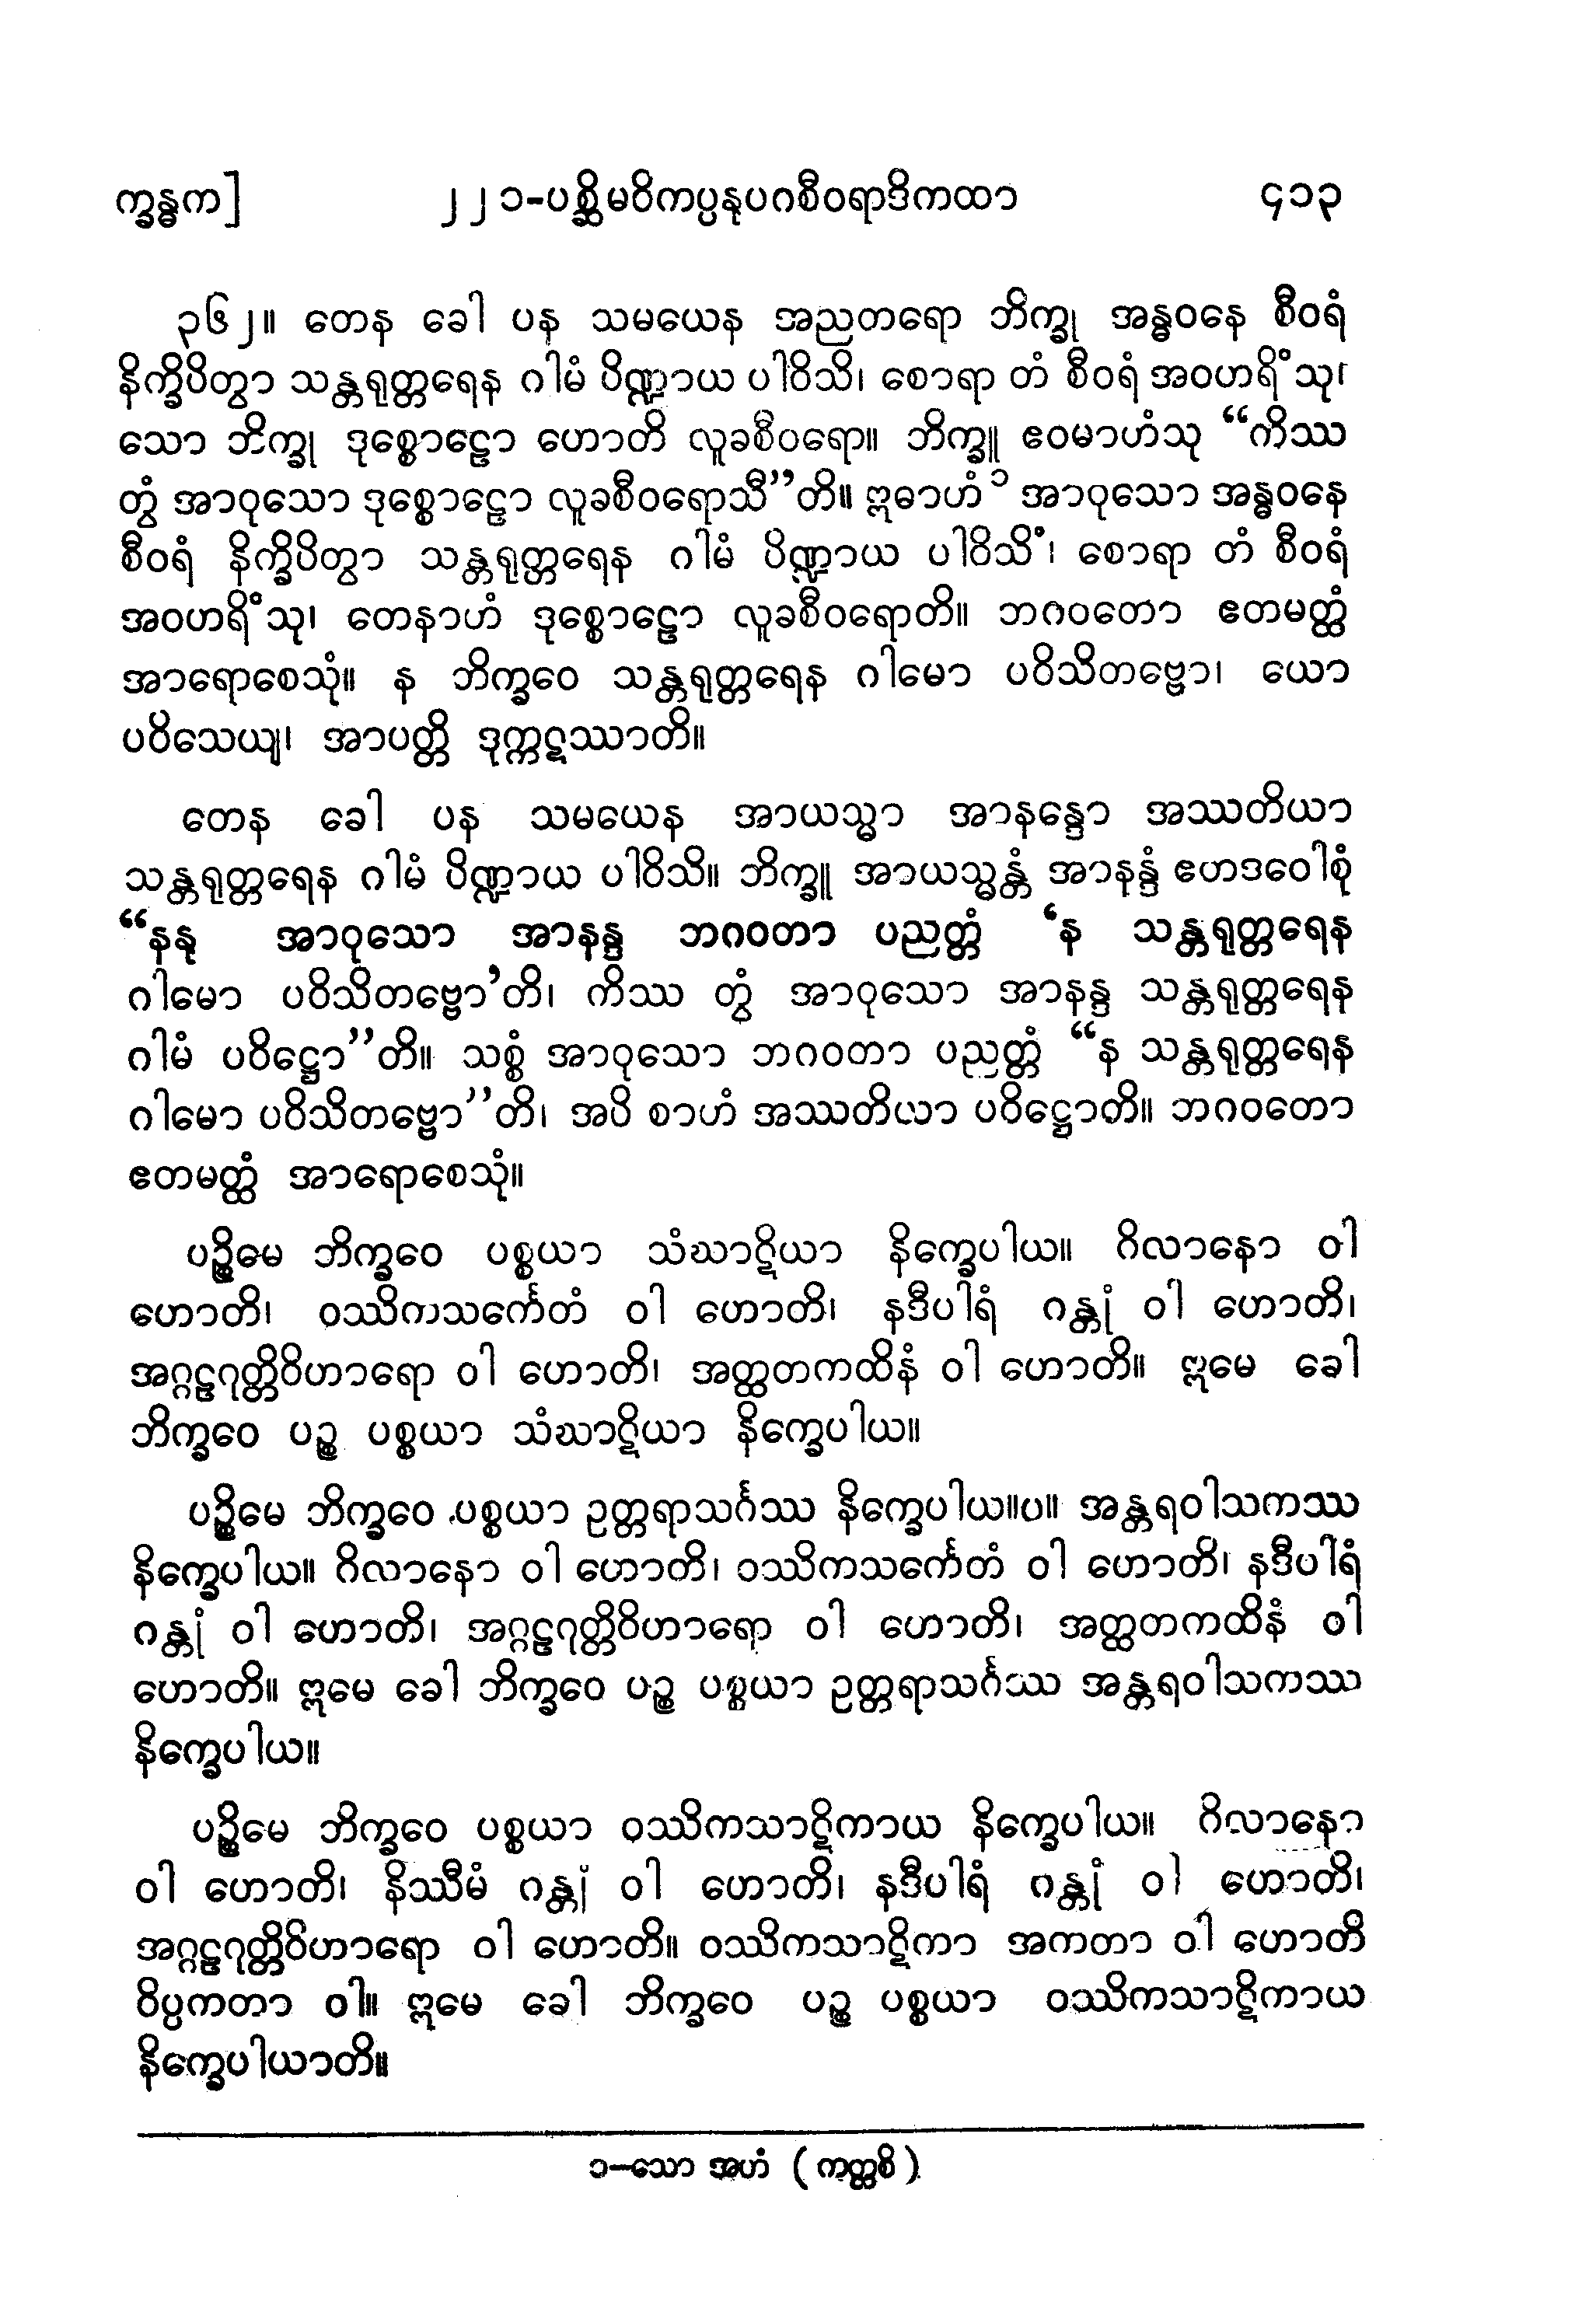 က္ခန္ဓက] ၂၂၁-ပစ္ဆိမဝိကပ္ပနုပဂစီဝရာဒိကထာ ၄၁၃
၃၆၂။ တေန ခေါ ပန သမယေန အညတရော ဘိက္ခု အန္ဓဝနေ စီဝရံ
နိက္ခိပိတွာ သန္တရုတ္တရေန ဂါမံ ပိဏ္ဍာယ ပါဝိသိ၊ စောရာ တံ စီဝရံ အဝဟရိံသု၊
သော ဘိက္ခု ဒုစ္စောဠော ဟောတိ လူခစီဝရော။ ဘိက္ခူ ဧဝမာဟံသု “ကိဿ
တွံ အာဝုသော ဒုစ္စောဠော လူခစီဝရောသီ”တိ။ ဣဓာဟံ၁ အာဝုသော အန္ဓဝနေ
စီဝရံ နိက္ခိပိတွာ သန္တရုတ္တရေန ဂါမံ ပိဏ္ဍာယ ပါဝိသိံ၊ စောရာ တံ စီဝရံ
အဝဟရိံသု၊ တေနာဟံ ဒုစ္စောဠော လူခစီဝရောတိ။ ဘဂဝတော ဧတမတ္ထံ
အာရောစေသုံ။ န ဘိက္ခဝေ သန္တရုတ္တရေန ဂါမော ပဝိသိတဗ္ဗော၊ ယော
ပဝိသေယျ၊ အာပတ္တိ ဒုက္ကဋဿာတိ။
တေန ခေါ ပန သမယေန အာယသ္မာ အာနန္ဒော အဿတိယာ
သန္တရုတ္တရေန ဂါမံ ပိဏ္ဍာယ ပါဝိသိ။ ဘိက္ခူ အာယသ္မန္တံ အာနန္ဒံ ဧတဒဝေါစုံ
“နနု အာဝုသော အာနန္ဒ ဘဂဝတာ ပညတ္တံ ‘န သန္တရုတ္တရေန
ဂါမော ပဝိသိတဗ္ဗော’တိ၊ ကိဿ တွံ အာဝုသော အာနန္ဒ သန္တရုတ္တရေန
ဂါမံ ပဝိဋ္ဌော”တိ။ သစ္စံ အာဝုသော ဘဂဝတာ ပညတ္တံ “န သန္တရုတ္တရေန
ဂါမော ပဝိသိတဗ္ဗော”တိ၊ အပိ စာဟံ အဿတိယာ ပဝိဋ္ဌောတိ။ ဘဂဝတော
ဧတမတ္ထံ အာရောစေသုံ။
ပဉ္စိမေ ဘိက္ခဝေ ပစ္စယာ သံဃာဋိယာ နိက္ခေပါယ။ ဂိလာနော ဝါ
ဟောတိ၊ ဝဿိကသင်္ကေတံ ဝါ ဟောတိ၊ နဒီပါရံ ဂန္တုံ ဝါ ဟောတိ၊
အဂ္ဂဠဂုတ္တိဝိဟာရော ဝါ ဟောတိ၊ အတ္ထတကထိနံ ဝါ ဟောတိ။ ဣမေ ခေါ
ဘိက္ခဝေ ပဉ္စ ပစ္စယာ သံဃာဋိယာ နိက္ခေပါယ။
ပဉ္စိမေ ဘိက္ခဝေ ပစ္စယာ ဥတ္တရာသင်္ဂဿ နိက္ခေပါယ။ပ။ အန္တရဝါသကဿ
နိက္ခေပါယ။ ဂိလာနော ဝါ ဟောတိ၊ ဝဿိကသင်္ကေတံ ဝါ ဟောတိ၊ နဒီပါရံ
ဂန္တုံ ဝါ ဟောတိ၊ အဂ္ဂဠဂုတ္တိဝိဟာရော ဝါ ဟောတိ၊ အတ္ထတကထိနံ ဝါ
ဟောတိ။ ဣမေ ခေါ ဘိက္ခဝေ ပဉ္စ ပစ္စယာ ဥတ္တရာသင်္ဂဿ အန္တရဝါသကဿ
နိက္ခေပါယ။
ပဉ္စိမေ ဘိက္ခဝေ ပစ္စယာ ဝဿိကသာဋိကာယ နိက္ခေပါယ။ ဂိလာနော
ဝါ ဟောတိ၊ နိဿီမံ ဂန္တုံ ဝါ ဟောတိ၊ နဒီပါရံ ဂန္တုံ ဝါ ဟောတိ၊
အဂ္ဂဠဂုတ္တိဝိဟာရော ဝါ ဟောတိ။ ဝဿိကသာဋိကာ အကတာ ဝါ ဟောတိ
ဝိပ္ပကတာ ဝါ။ ဣမေ ခေါ ဘိက္ခဝေ ပဉ္စ ပစ္စယာ ဝဿိကသာဋိကာယ
နိက္ခေပါယာတိ။
၁-သော အဟံ (ကတ္ထစိ)